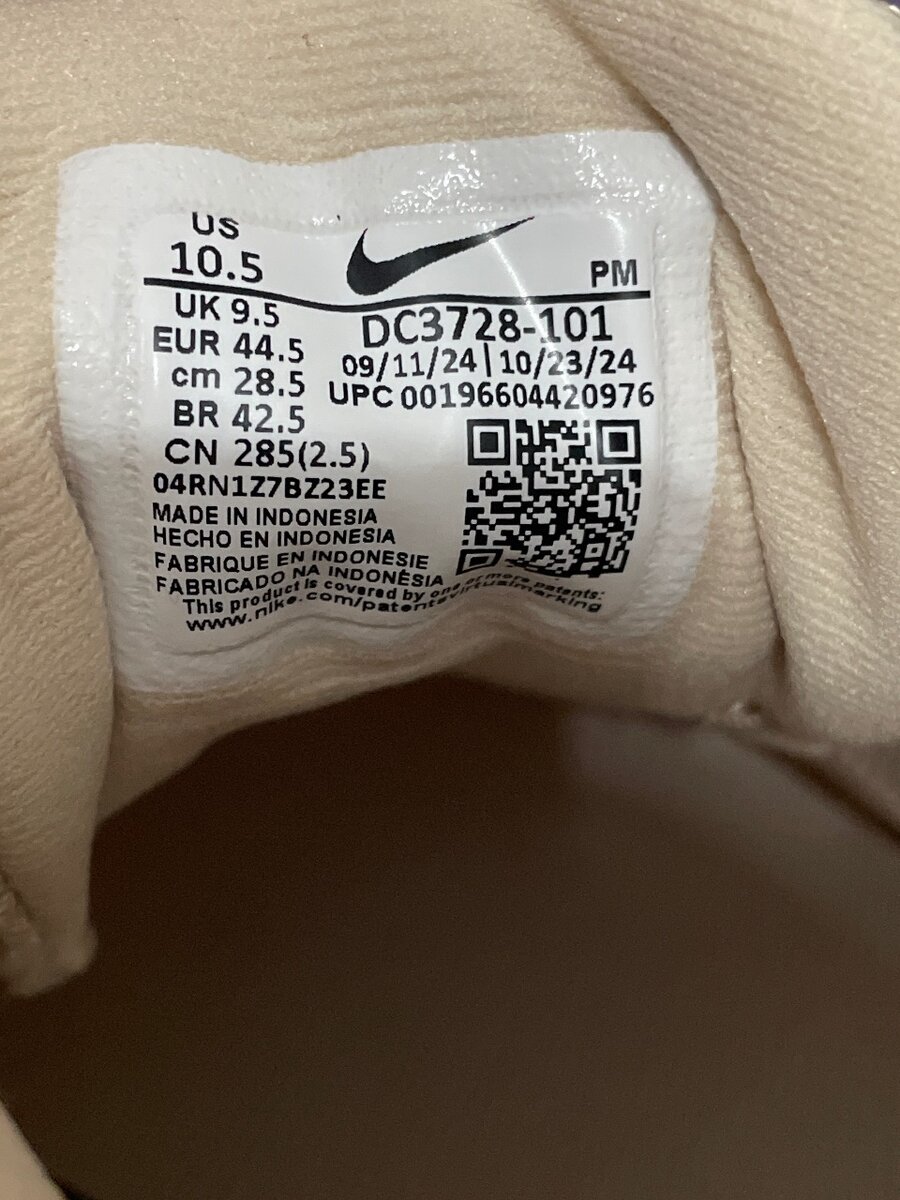 US
10.5
PM
UK 9.5
EUR 44.5
cm 28.5
BR 42.5
CN 285(2.5)
DC3728-101
09/11/24 | 10/23/24
UPC 00196604420976
04RN1Z7BZ23EE
MADE IN INDONESIA
HECHO EN INDONESIA
FABRIQUE EN INDONESIE
FABRICADO NA INDONÈSIA
This product is covered by one or more patents:
www.nike.com/patentsvirtualmarking